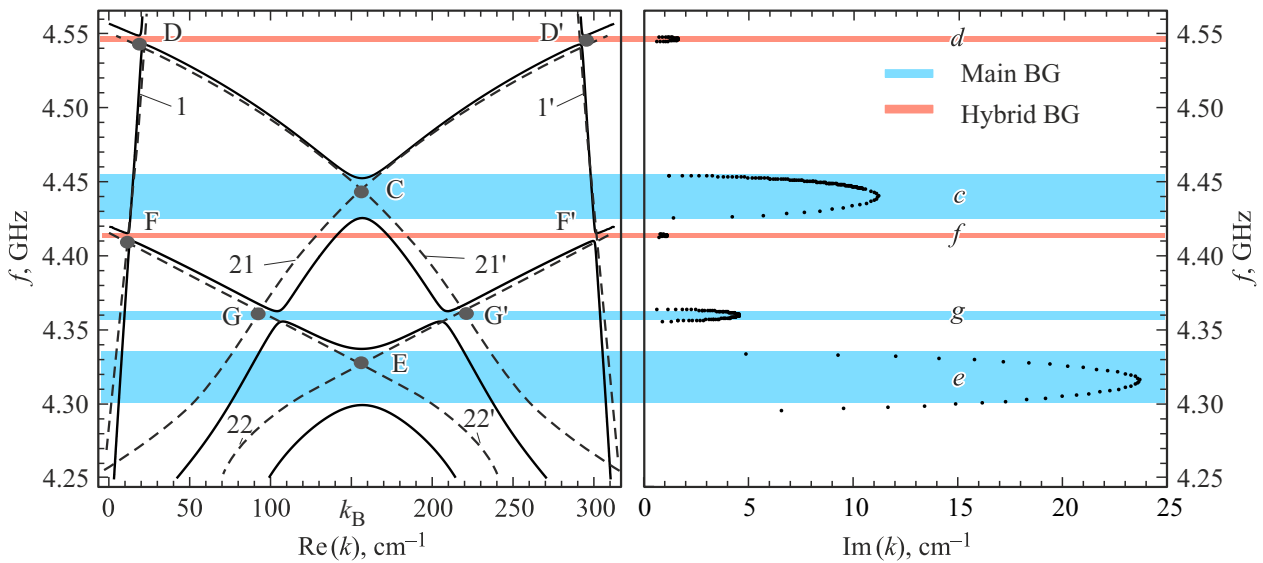 4.55
4.50
4.45
4.40
4.35
4.30
4.25
f, GHz
D
D'
1
1'
C
F
F'
21
21'
G
G'
E
22
22'
0
50
100
k_B
200
250
300
Re (k), cm–1
d
Main BG
Hybrid BG
c
f
g
e
0
5
10
15
20
25
Im (k), cm–1
4.55
4.50
4.45
4.40
4.35
4.30
4.25
f, GHz